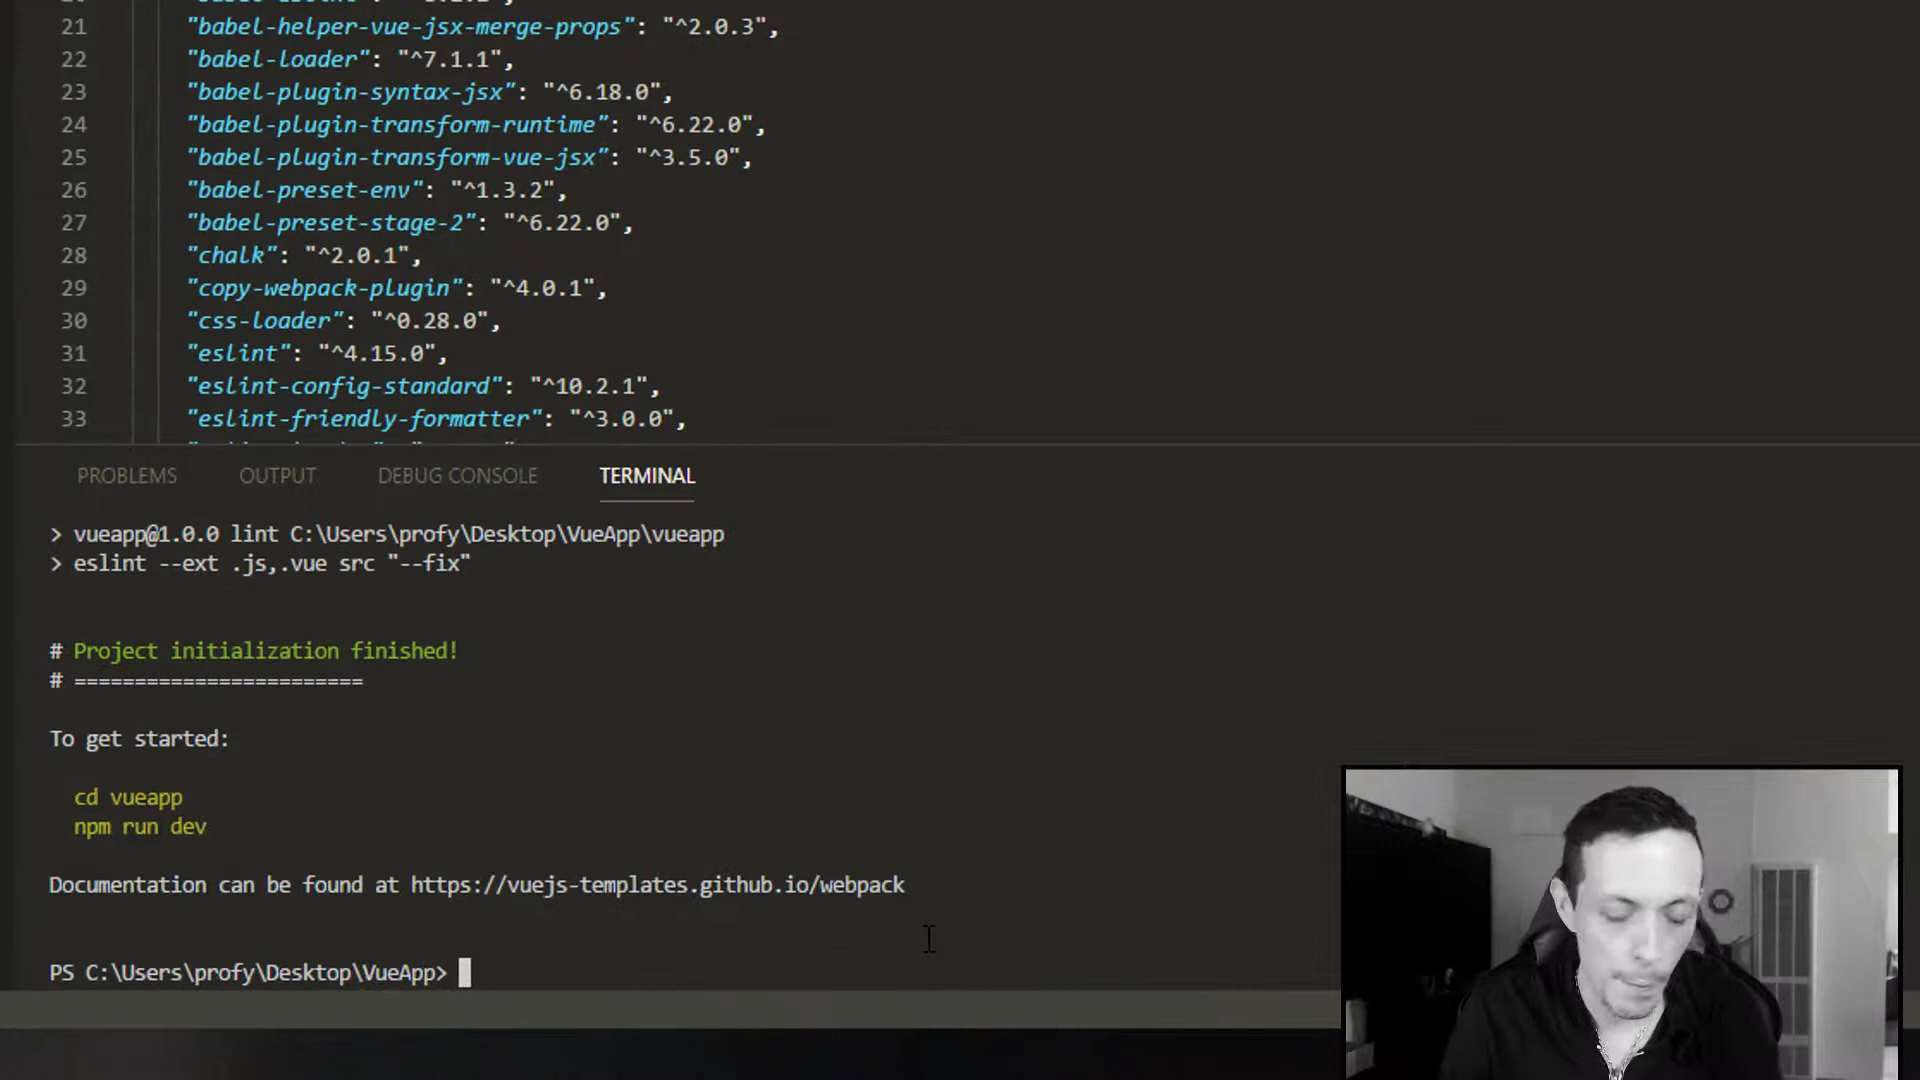 21 "babel-helper-vue-jsx-merge-props": "^2.0.3",
22 "babel-loader": "^7.1.1",
23 "babel-plugin-syntax-jsx": "^6.18.0",
24 "babel-plugin-transform-runtime": "^6.22.0",
25 "babel-plugin-transform-vue-jsx": "^3.5.0",
26 "babel-preset-env": "^1.3.2",
27 "babel-preset-stage-2": "^6.22.0",
28 "chalk": "^2.0.1",
29 "copy-webpack-plugin": "^4.0.1",
30 "css-loader": "^0.28.0",
31 "eslint": "^4.15.0",
32 "eslint-config-standard": "^10.2.1",
33 "eslint-friendly-formatter": "^3.0.0",
PROBLEMS OUTPUT DEBUG CONSOLE TERMINAL
> vueapp@1.0.0 lint C:\Users\profy\Desktop\VueApp\vueapp
> eslint --ext .js,.vue src "--fix"
# Project initialization finished!
# ========================
To get started:
cd vueapp
npm run dev
Documentation can be found at https://vuejs-templates.github.io/webpack
PS C:\Users\profy\Desktop\VueApp>